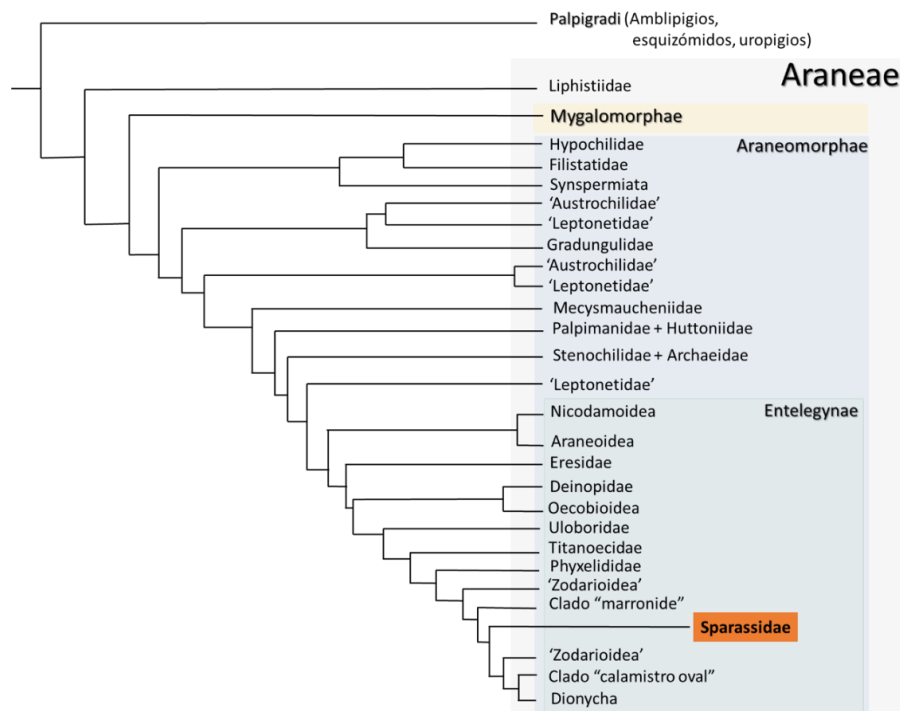 Palpigradi (Amblipigios,
esquizómidos, uropigios)
Araneae
Liphistiidae
Mygalomorphae
Hypochilidae
Araneomorphae
Filistatidae
Synspermiata
‘Austrochilidae’
‘Leptonetidae’
Gradungulidae
‘Austrochilidae’
‘Leptonetidae’
Mecysmaucheniidae
Palpimanidae + Huttoniidae
Stenochilidae + Archaeidae
‘Leptonetidae’
Nicodamoidea
Entelegynae
Araneoidea
Eresidae
Deinopidae
Oecobioidea
Uloboridae
Titanoecidae
Phyxelididae
‘Zodarioidea’
Clado “marronide”
Sparassidae
‘Zodarioidea’
Clado “calamistro oval”
Dionycha